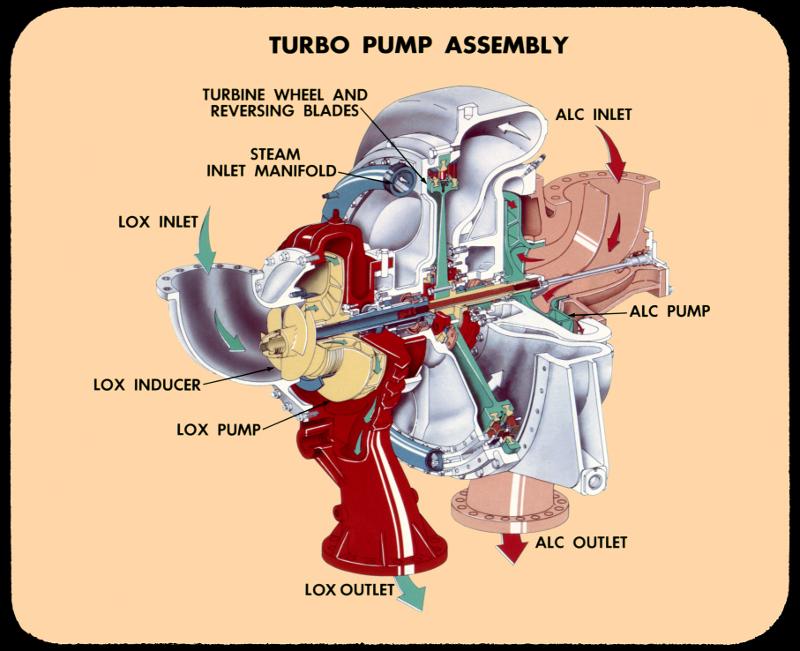 TURBO PUMP ASSEMBLY
TURBINE WHEEL AND
REVERSING BLADES
ALC INLET
STEAM
INLET MANIFOLD
LOX INLET
ALC PUMP
LOX INDUCER
LOX PUMP
ALC OUTLET
LOX OUTLET